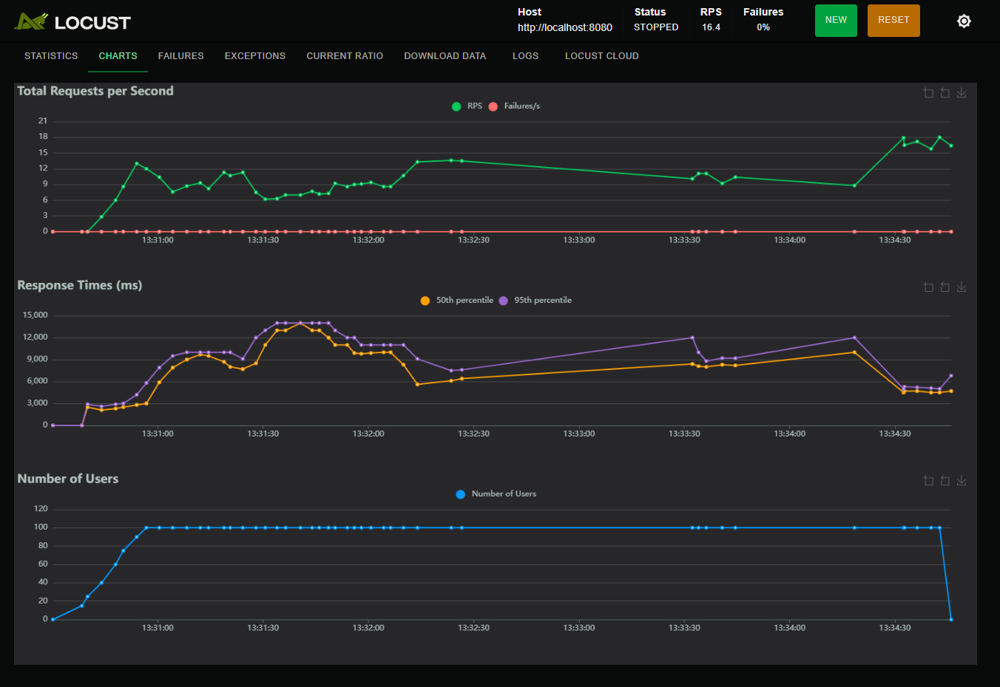 LOCUST
Host
http://localhost:8080
Status
STOPPED
RPS
16.4
Failures
0%
NEW
RESET
STATISTICS CHARTS FAILURES EXCEPTIONS CURRENT RATIO DOWNLOAD DATA LOGS LOCUST CLOUD
Total Requests per Second
RPS Failures/s
21
18
15
12
9
6
3
0
13:31:00 13:31:30 13:32:00 13:32:30 13:33:00 13:33:30 13:34:00 13:34:30
Response Times (ms)
50th percentile 95th percentile
15,000
12,000
9,000
6,000
3,000
0
13:31:00 13:31:30 13:32:00 13:32:30 13:33:00 13:33:30 13:34:00 13:34:30
Number of Users
Number of Users
120
100
80
60
40
20
0
13:31:00 13:31:30 13:32:00 13:32:30 13:33:00 13:33:30 13:34:00 13:34:30